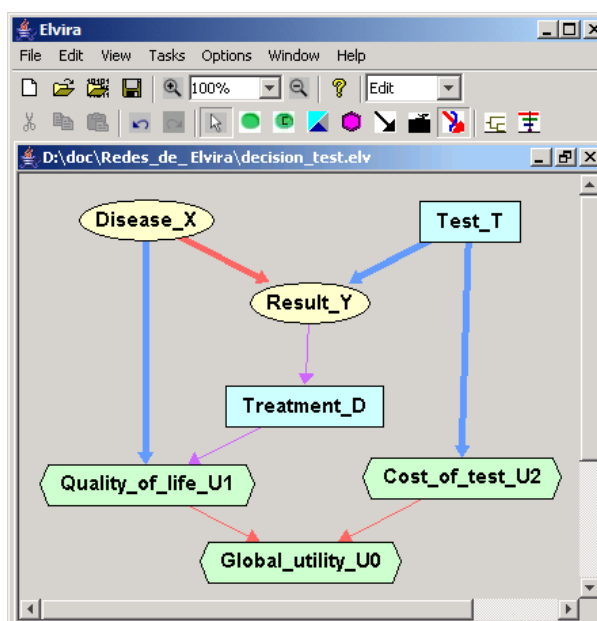 Elvira
File Edit View Tasks Options Window Help
100% Edit
D:\doc\Redes_de_ Elvira\decision_test.elv
Disease_X
Test_T
Result_Y
Treatment_D
Quality_of_life_U1
Cost_of_test_U2
Global_utility_U0